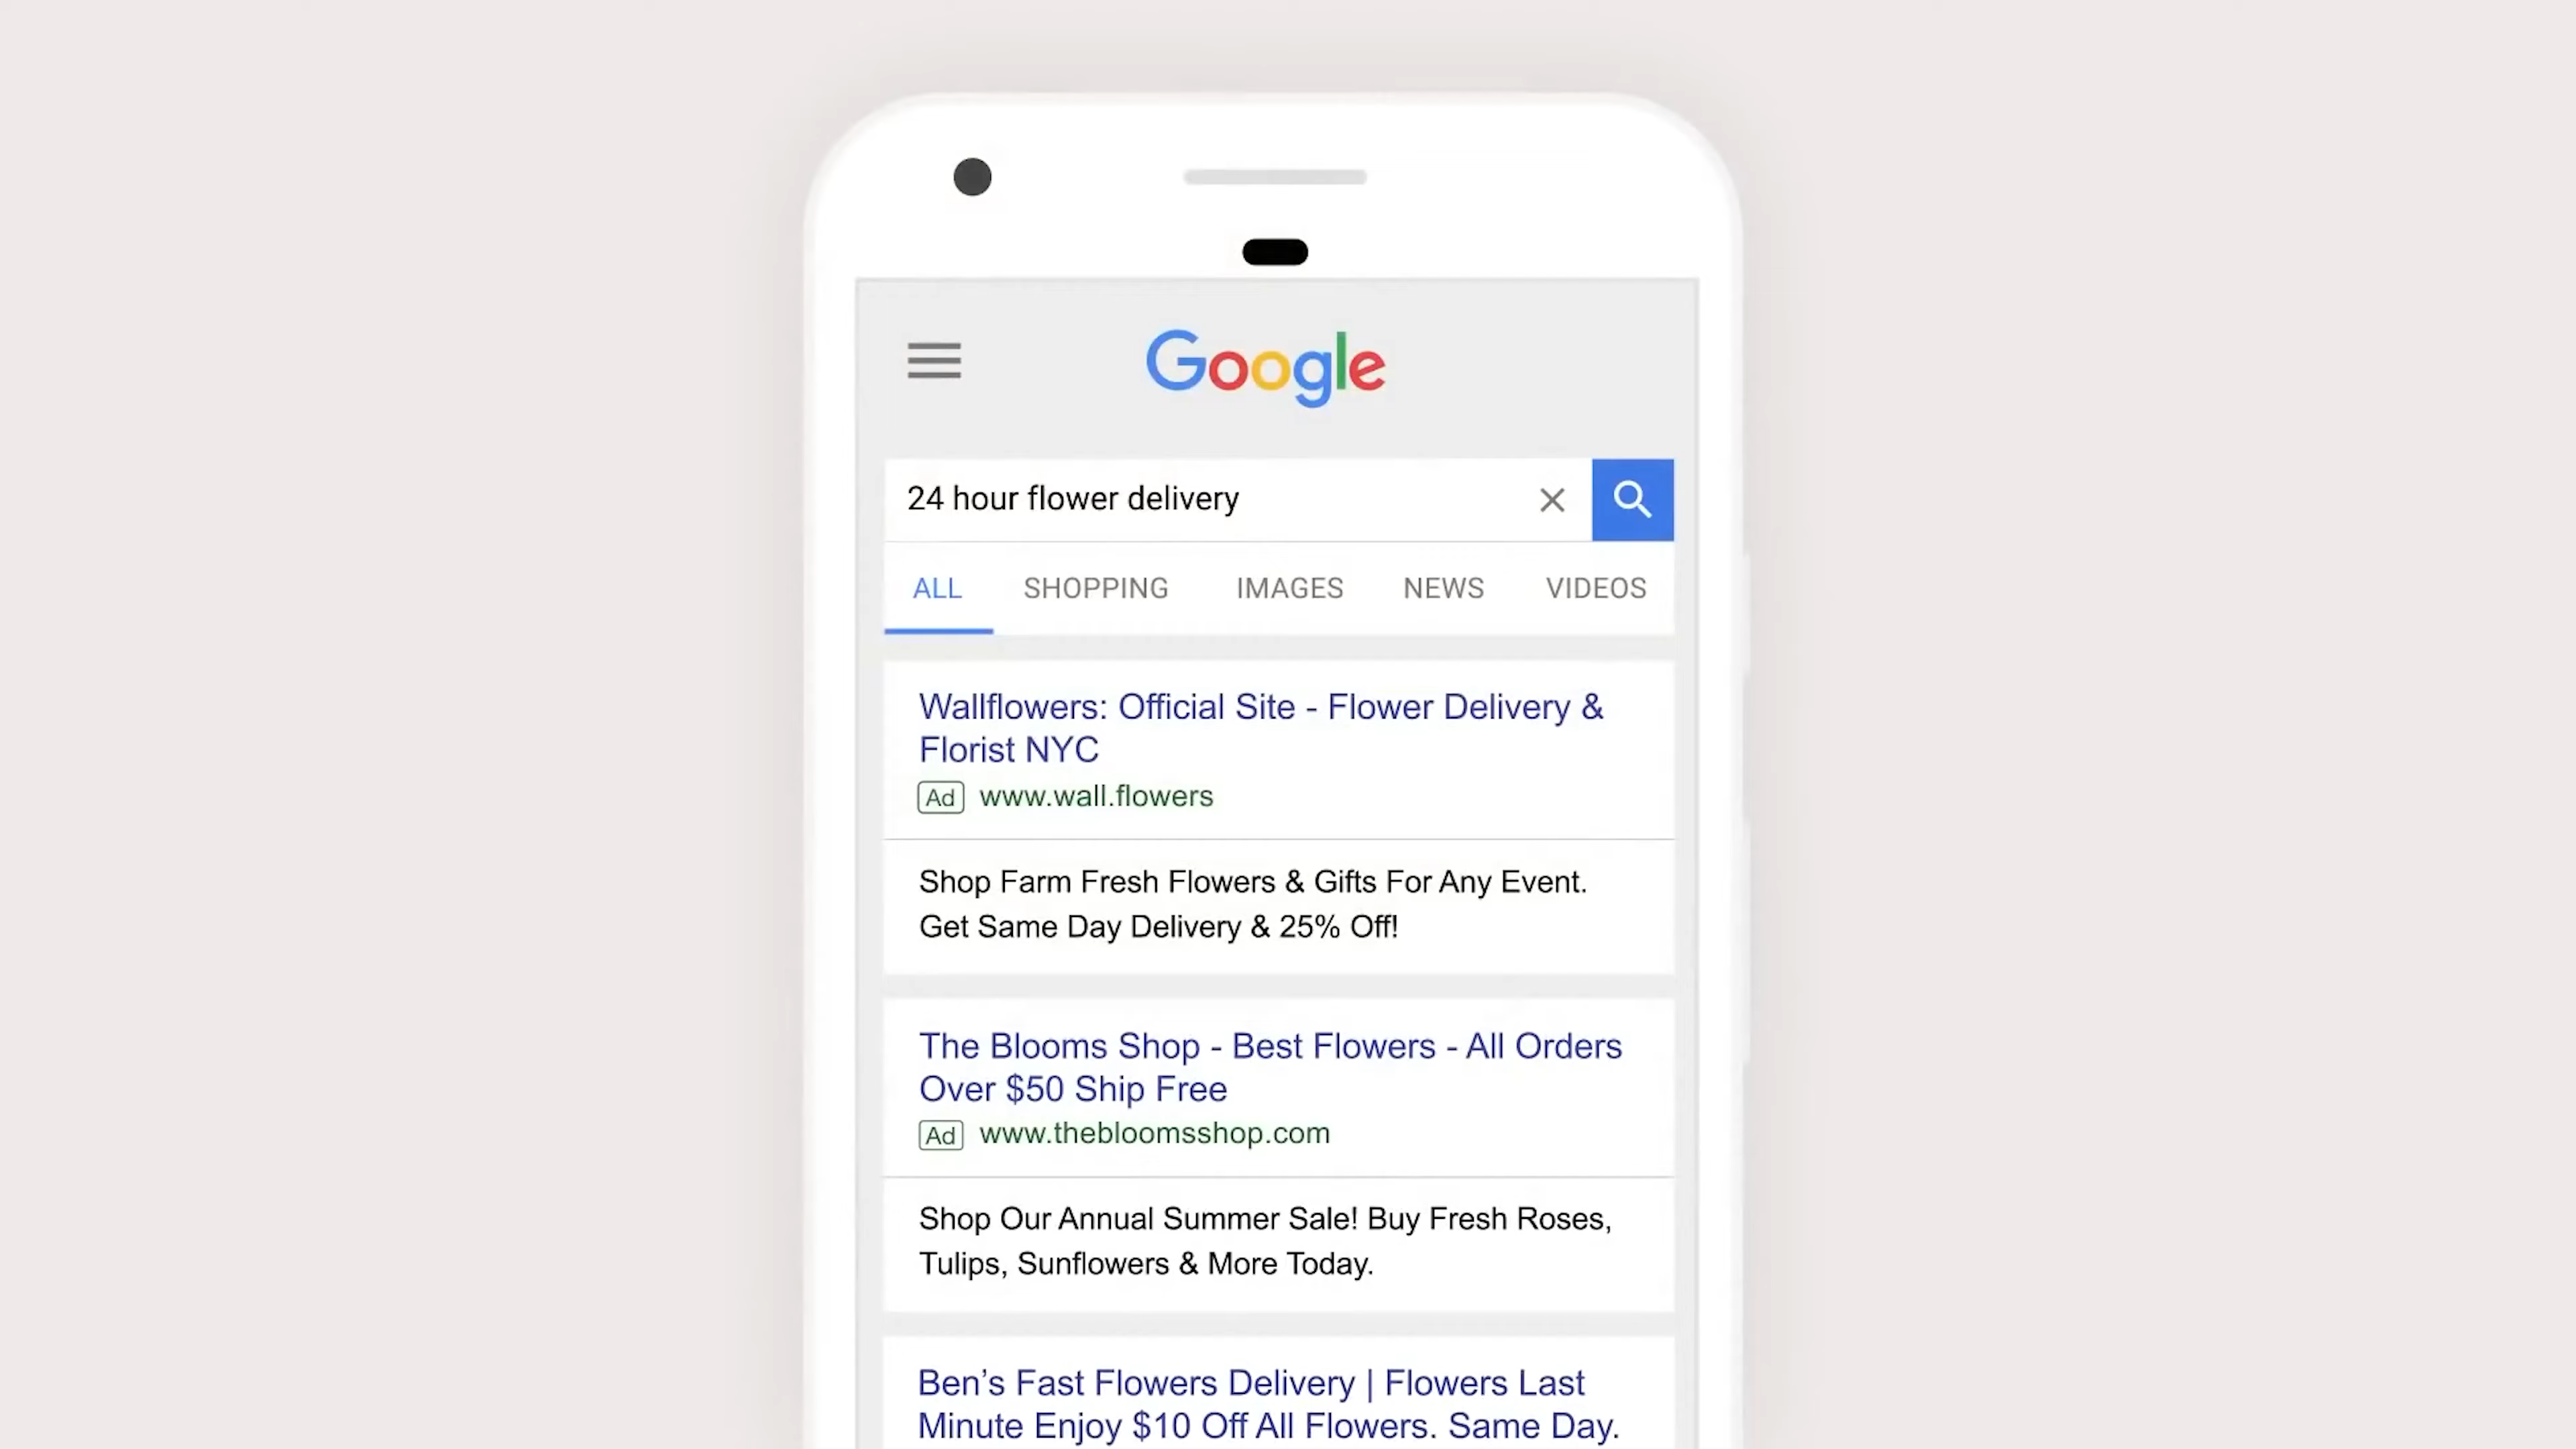 Google
24 hour flower delivery
ALL SHOPPING IMAGES NEWS VIDEOS
Wallflowers: Official Site - Flower Delivery &
Florist NYC
Ad www.wall.flowers
Shop Farm Fresh Flowers & Gifts For Any Event.
Get Same Day Delivery & 25% Off!
The Blooms Shop - Best Flowers - All Orders
Over $50 Ship Free
Ad www.thebloomsshop.com
Shop Our Annual Summer Sale! Buy Fresh Roses,
Tulips, Sunflowers & More Today.
Ben’s Fast Flowers Delivery | Flowers Last
Minute Enjoy $10 Off All Flowers. Same Day.